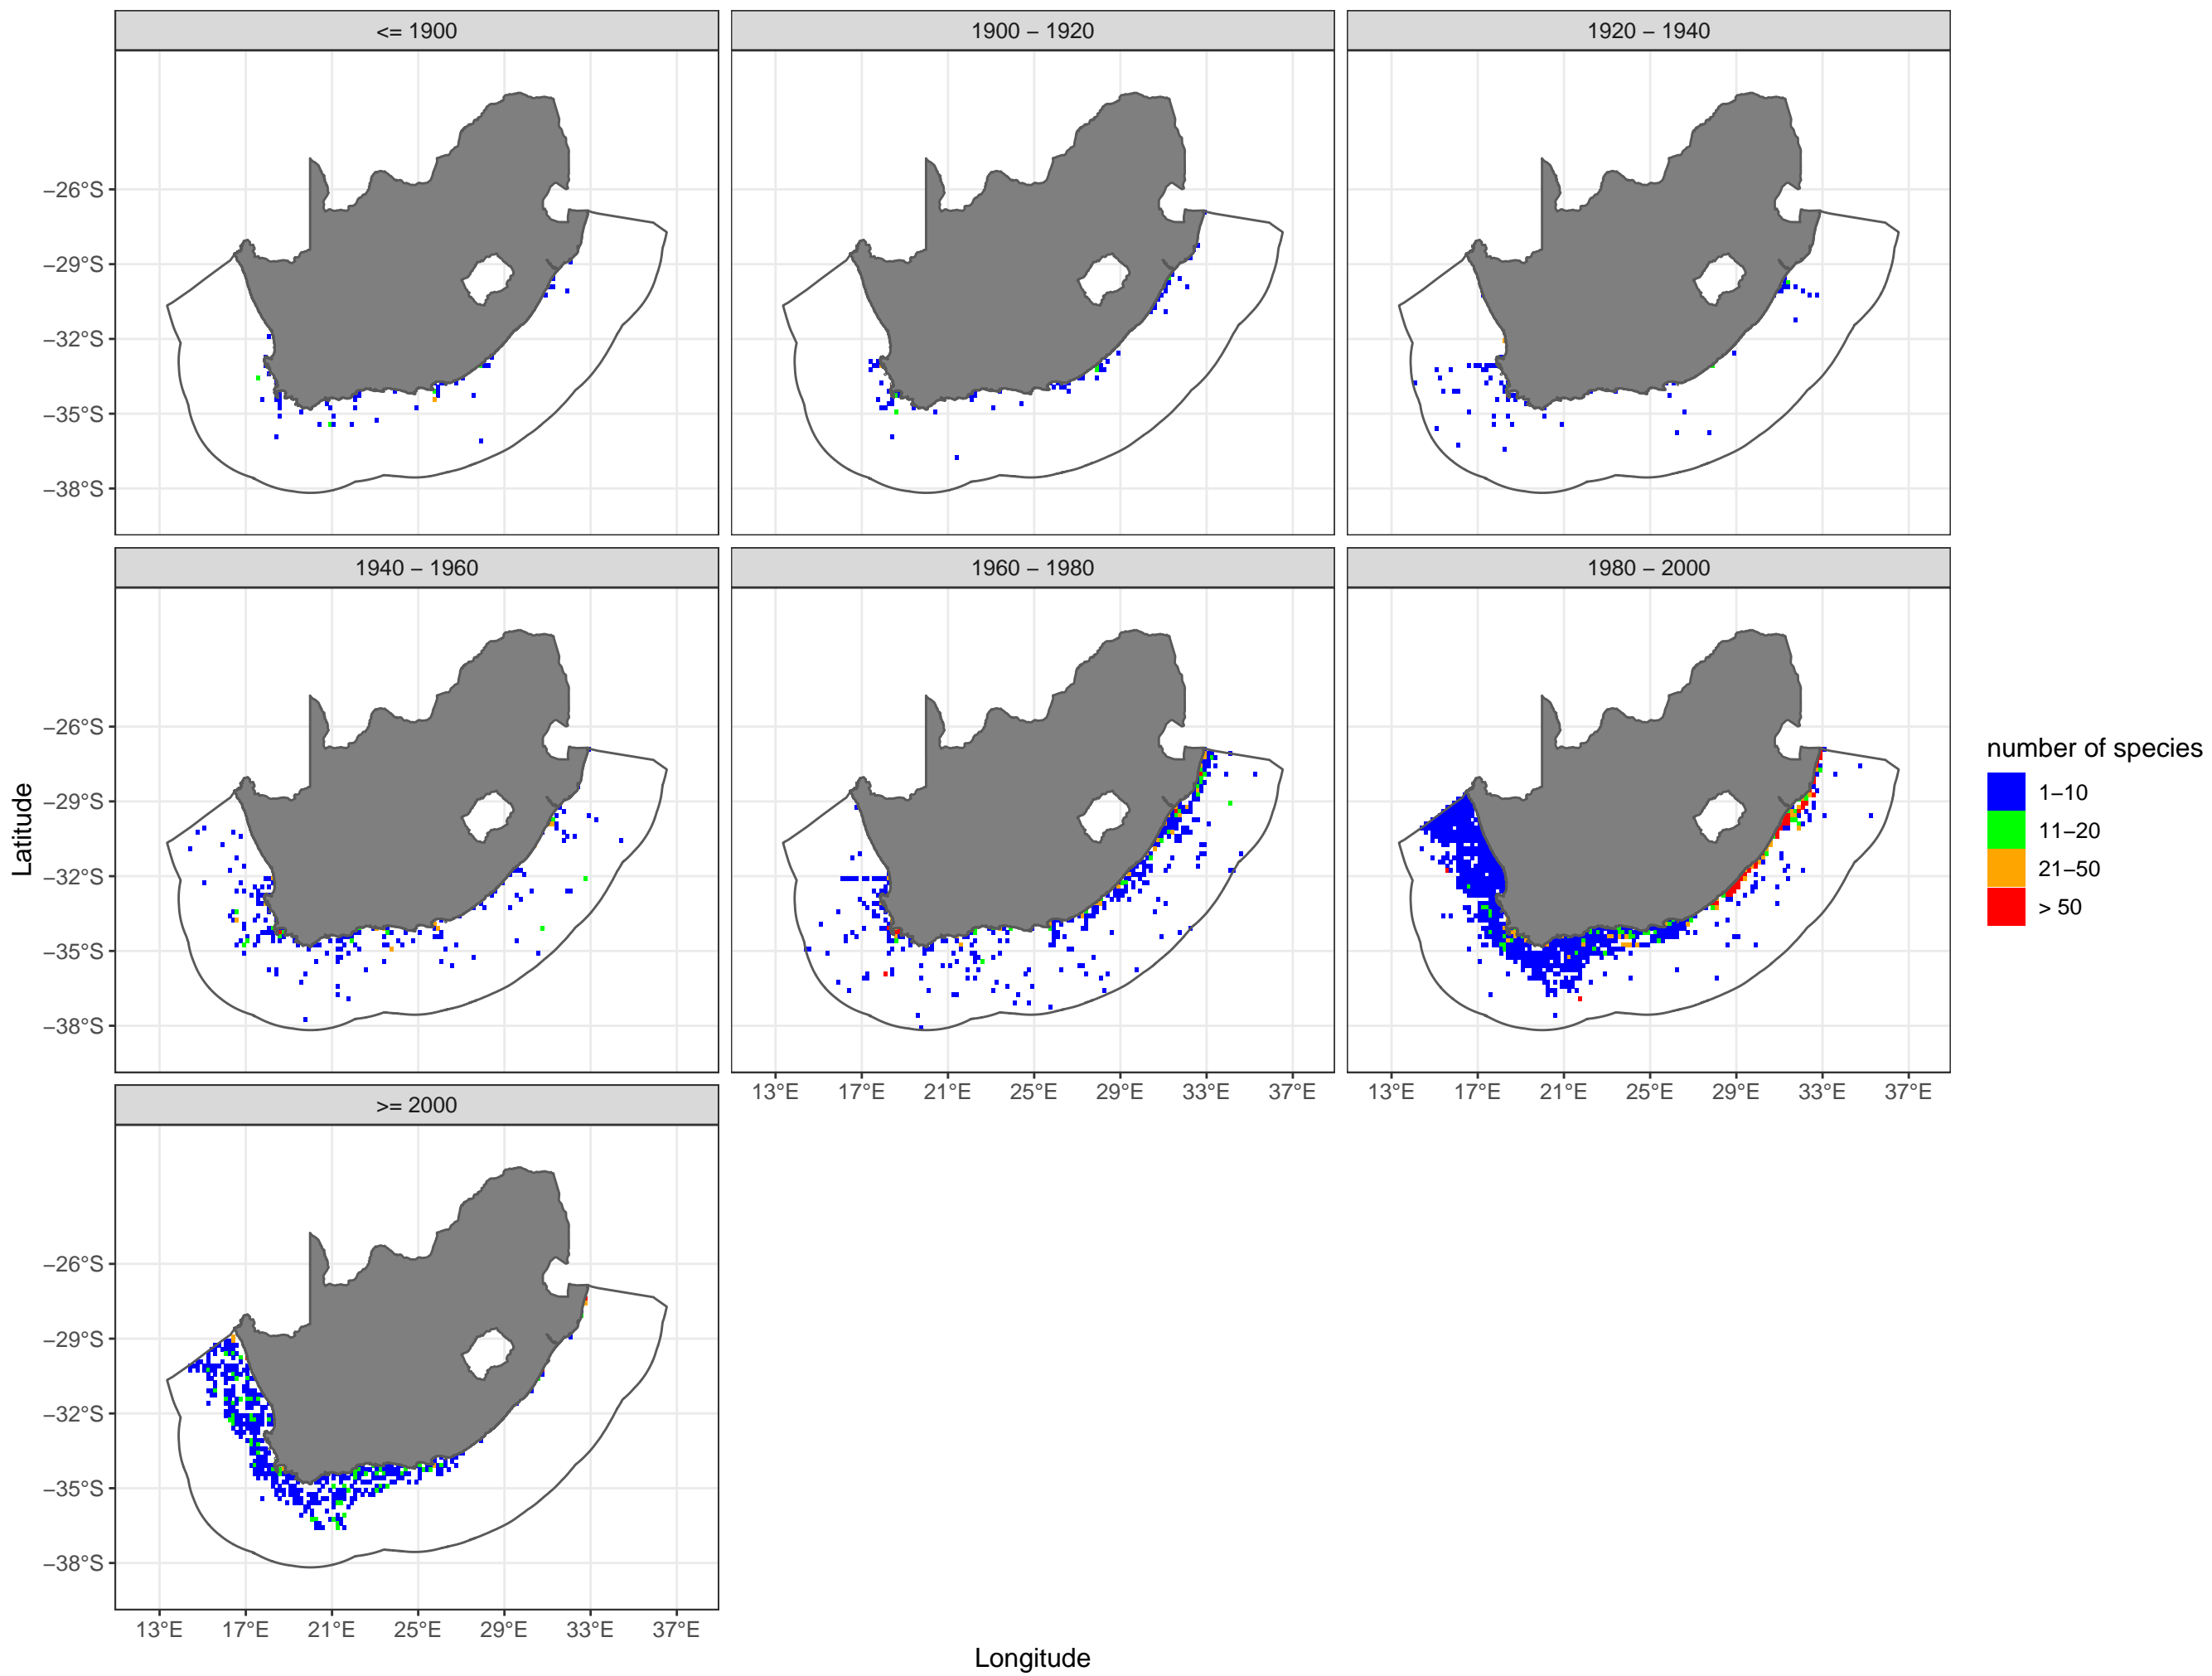 <= 1900
1900 – 1920
1920 – 1940
−26°S
−29°S
−32°S
−35°S
−38°S
1940 – 1960
1960 – 1980
1980 – 2000
−26°S
−29°S
−32°S
−35°S
−38°S
13°E 17°E 21°E 25°E 29°E 33°E 37°E
13°E 17°E 21°E 25°E 29°E 33°E 37°E
>= 2000
−26°S
−29°S
−32°S
−35°S
−38°S
13°E 17°E 21°E 25°E 29°E 33°E 37°E
Longitude
Latitude
number of species
1–10
11–20
21–50
> 50